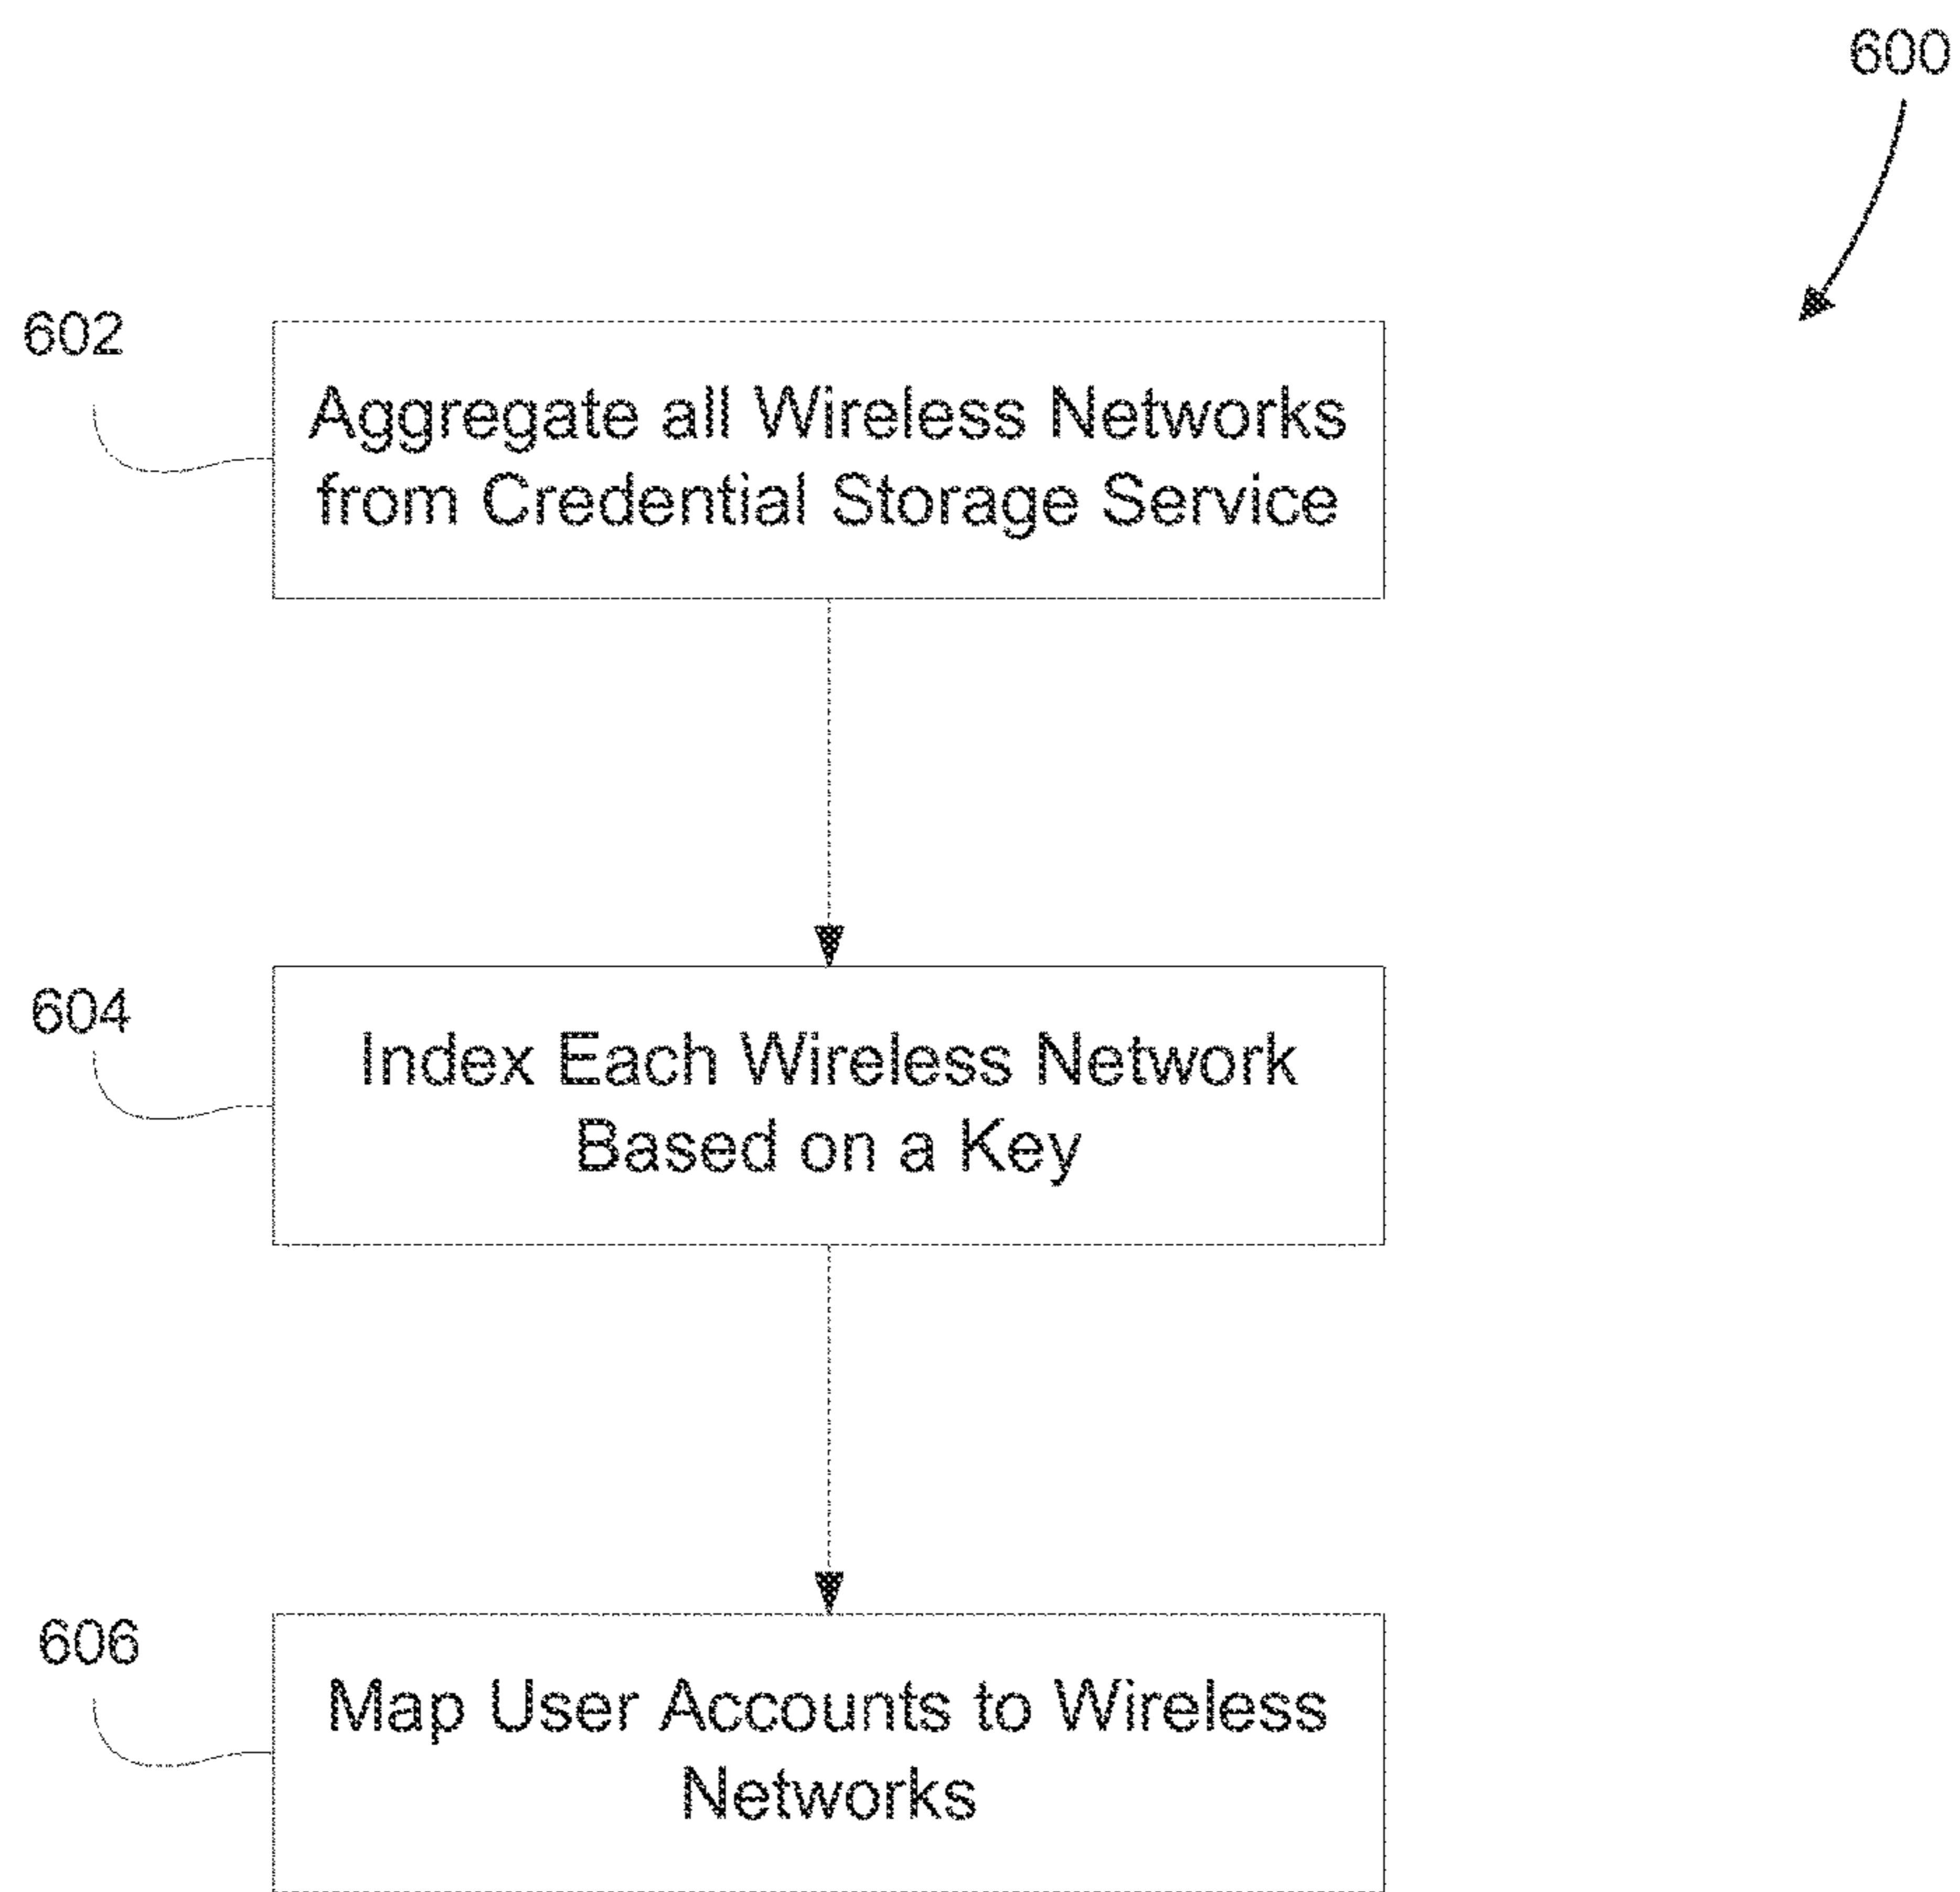 600
602
Aggregate all Wireless Networks
from Credential Storage Service
604
Index Each Wireless Network
Based on a Key
606
Map User Accounts to Wireless
Networks